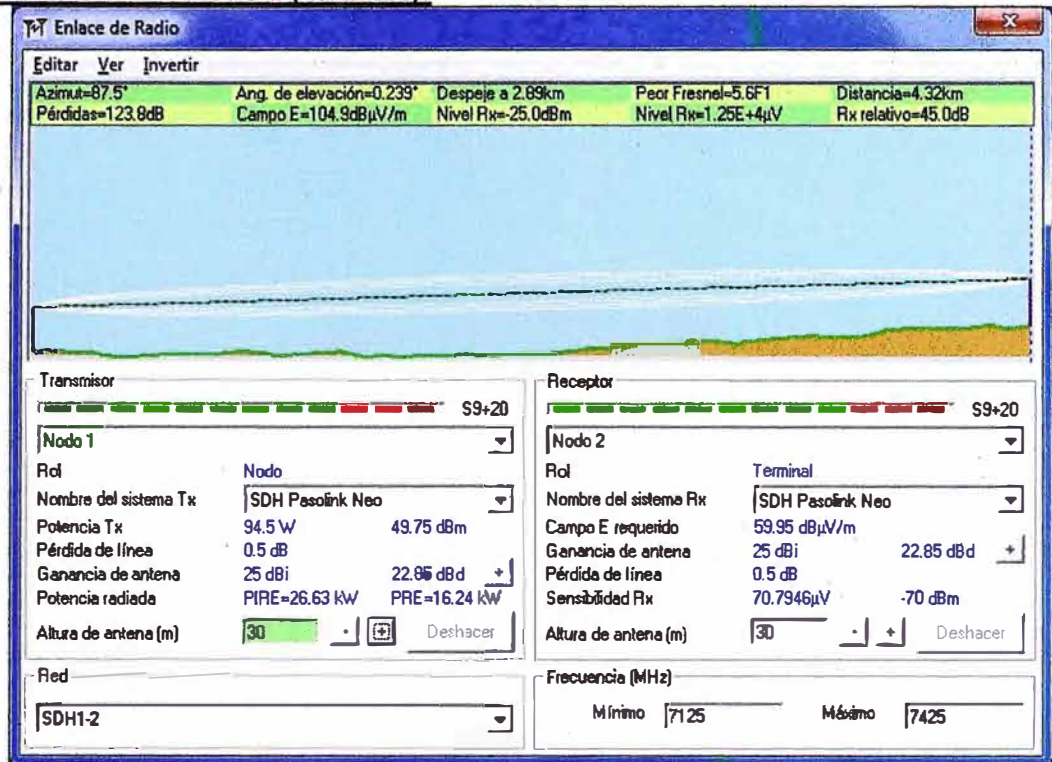 Enlace de Radio
Editar Ver Invertir
Azimut=87.5° Ang. de elevación=0.239° Despeje a 2.89km Peor Fresnel=5.6F1 Distancia=4.32km
Pérdidas=123.8dB Campo E=104.9dBµV/m Nivel Rx=-25.0dBm Nivel Rx=1.25E+4µV Rx relativo=45.0dB
Transmisor
S9+20
Nodo 1
Rol Nodo
Nombre del sistema Tx SDH Pasolink Neo
Potencia Tx 94.5 W 49.75 dBm
Pérdida de línea 0.5 dB
Ganancia de antena 25 dBi 22.85 dBd +
Potencia radiada PIRE=26.63 kW PRE=16.24 kW
Altura de antena (m) 30 - + Deshacer
Red
SDH1-2
Receptor
S9+20
Nodo 2
Rol Terminal
Nombre del sistema Rx SDH Pasolink Neo
Campo E requerido 59.95 dBµV/m
Ganancia de antena 25 dBi 22.85 dBd +
Pérdida de línea 0.5 dB
Sensibilidad Rx 70.7946µV -70 dBm
Altura de antena (m) 30 - + Deshacer
Frecuencia (MHz)
Mínimo 7125 Máximo 7425